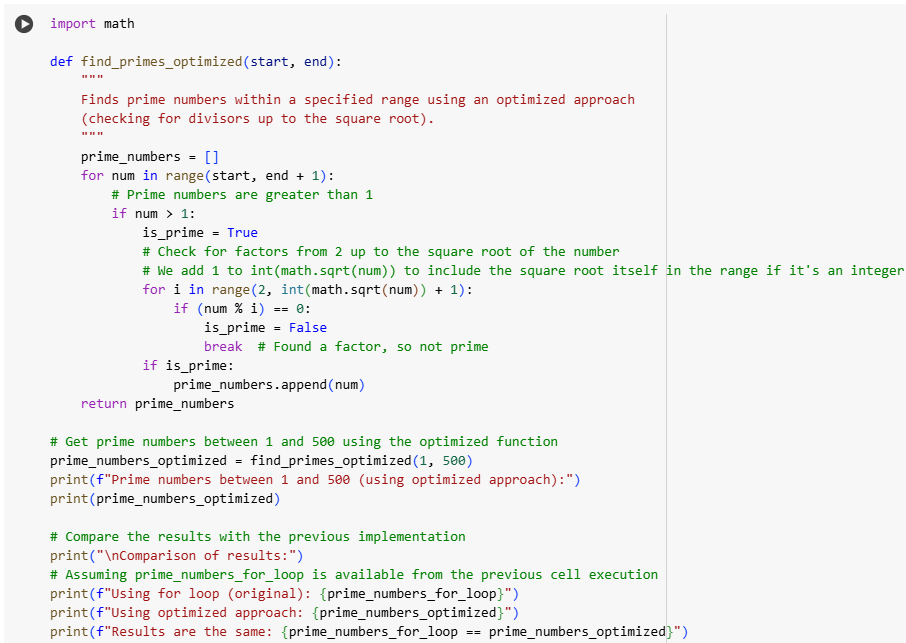 import math
def find_primes_optimized(start, end):
    """
    Finds prime numbers within a specified range using an optimized approach
    (checking for divisors up to the square root).
    """
    prime_numbers = []
    for num in range(start, end + 1):
        # Prime numbers are greater than 1
        if num > 1:
            is_prime = True
            # Check for factors from 2 up to the square root of the number
            # We add 1 to int(math.sqrt(num)) to include the square root itself in the range if it's an integer
            for i in range(2, int(math.sqrt(num)) + 1):
                if (num % i) == 0:
                    is_prime = False
                    break  # Found a factor, so not prime
            if is_prime:
                prime_numbers.append(num)
    return prime_numbers
# Get prime numbers between 1 and 500 using the optimized function
prime_numbers_optimized = find_primes_optimized(1, 500)
print(f"Prime numbers between 1 and 500 (using optimized approach):")
print(prime_numbers_optimized)
# Compare the results with the previous implementation
print("\nComparison of results:")
# Assuming prime_numbers_for_loop is available from the previous cell execution
print(f"Using for loop (original): {prime_numbers_for_loop}")
print(f"Using optimized approach: {prime_numbers_optimized}")
print(f"Results are the same: {prime_numbers_for_loop == prime_numbers_optimized}")